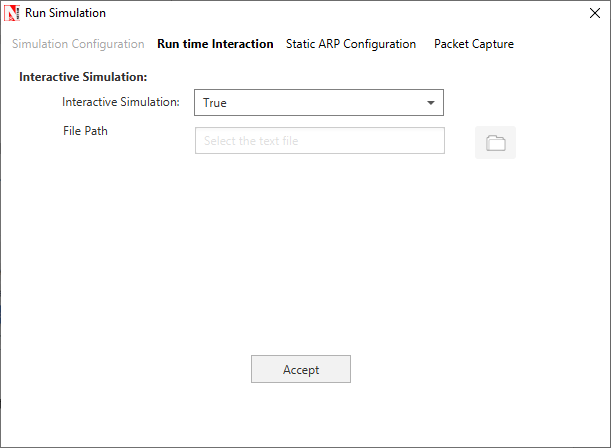 Run Simulation
Simulation Configuration Run time Interaction Static ARP Configuration Packet Capture
Interactive Simulation:
Interactive Simulation: True
File Path Select the text file
Accept